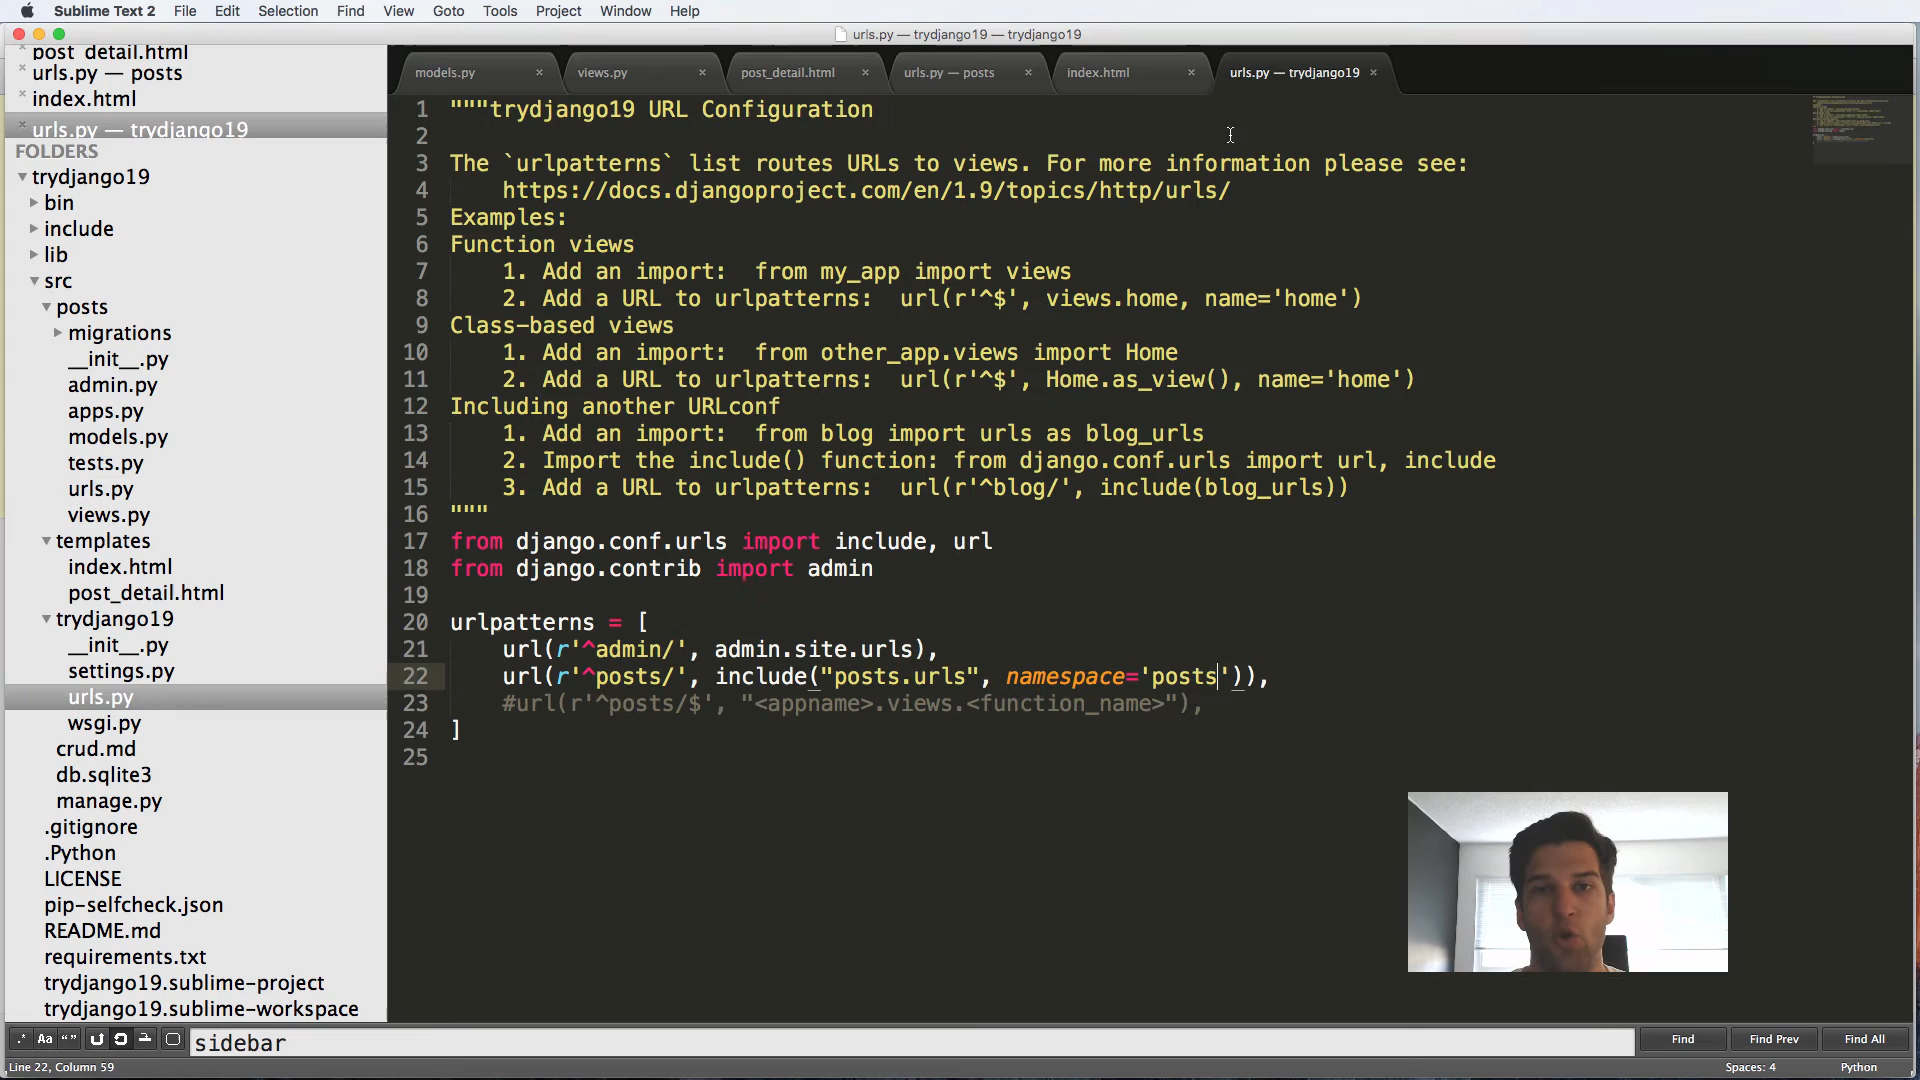 Sublime Text 2 File Edit Selection Find View Goto Tools Project Window Help
urls.py — trydjango19 — trydjango19
post_detail.html
urls.py — posts
index.html
urls.py — trydjango19
FOLDERS
trydjango19
bin
include
lib
src
posts
migrations
__init__.py
admin.py
apps.py
models.py
tests.py
urls.py
views.py
templates
index.html
post_detail.html
trydjango19
__init__.py
settings.py
urls.py
wsgi.py
crud.md
db.sqlite3
manage.py
.gitignore
.Python
LICENSE
pip-selfcheck.json
README.md
requirements.txt
trydjango19.sublime-project
trydjango19.sublime-workspace
models.py views.py post_detail.html urls.py — posts index.html urls.py — trydjango19
1 """trydjango19 URL Configuration
2
3 The `urlpatterns` list routes URLs to views. For more information please see:
4     https://docs.djangoproject.com/en/1.9/topics/http/urls/
5 Examples:
6 Function views
7     1. Add an import:  from my_app import views
8     2. Add a URL to urlpatterns:  url(r'^$', views.home, name='home')
9 Class-based views
10     1. Add an import:  from other_app.views import Home
11     2. Add a URL to urlpatterns:  url(r'^$', Home.as_view(), name='home')
12 Including another URLconf
13     1. Add an import:  from blog import urls as blog_urls
14     2. Import the include() function: from django.conf.urls import url, include
15     3. Add a URL to urlpatterns:  url(r'^blog/', include(blog_urls))
16 """
17 from django.conf.urls import include, url
18 from django.contrib import admin
19
20 urlpatterns = [
21     url(r'^admin/', admin.site.urls),
22     url(r'^posts/', include("posts.urls", namespace='posts')),
23     #url(r'^posts/$', "<appname>.views.<function_name>"),
24 ]
25
.* Aa “ ” sidebar Find Find Prev Find All
Line 22, Column 59 Spaces: 4 Python